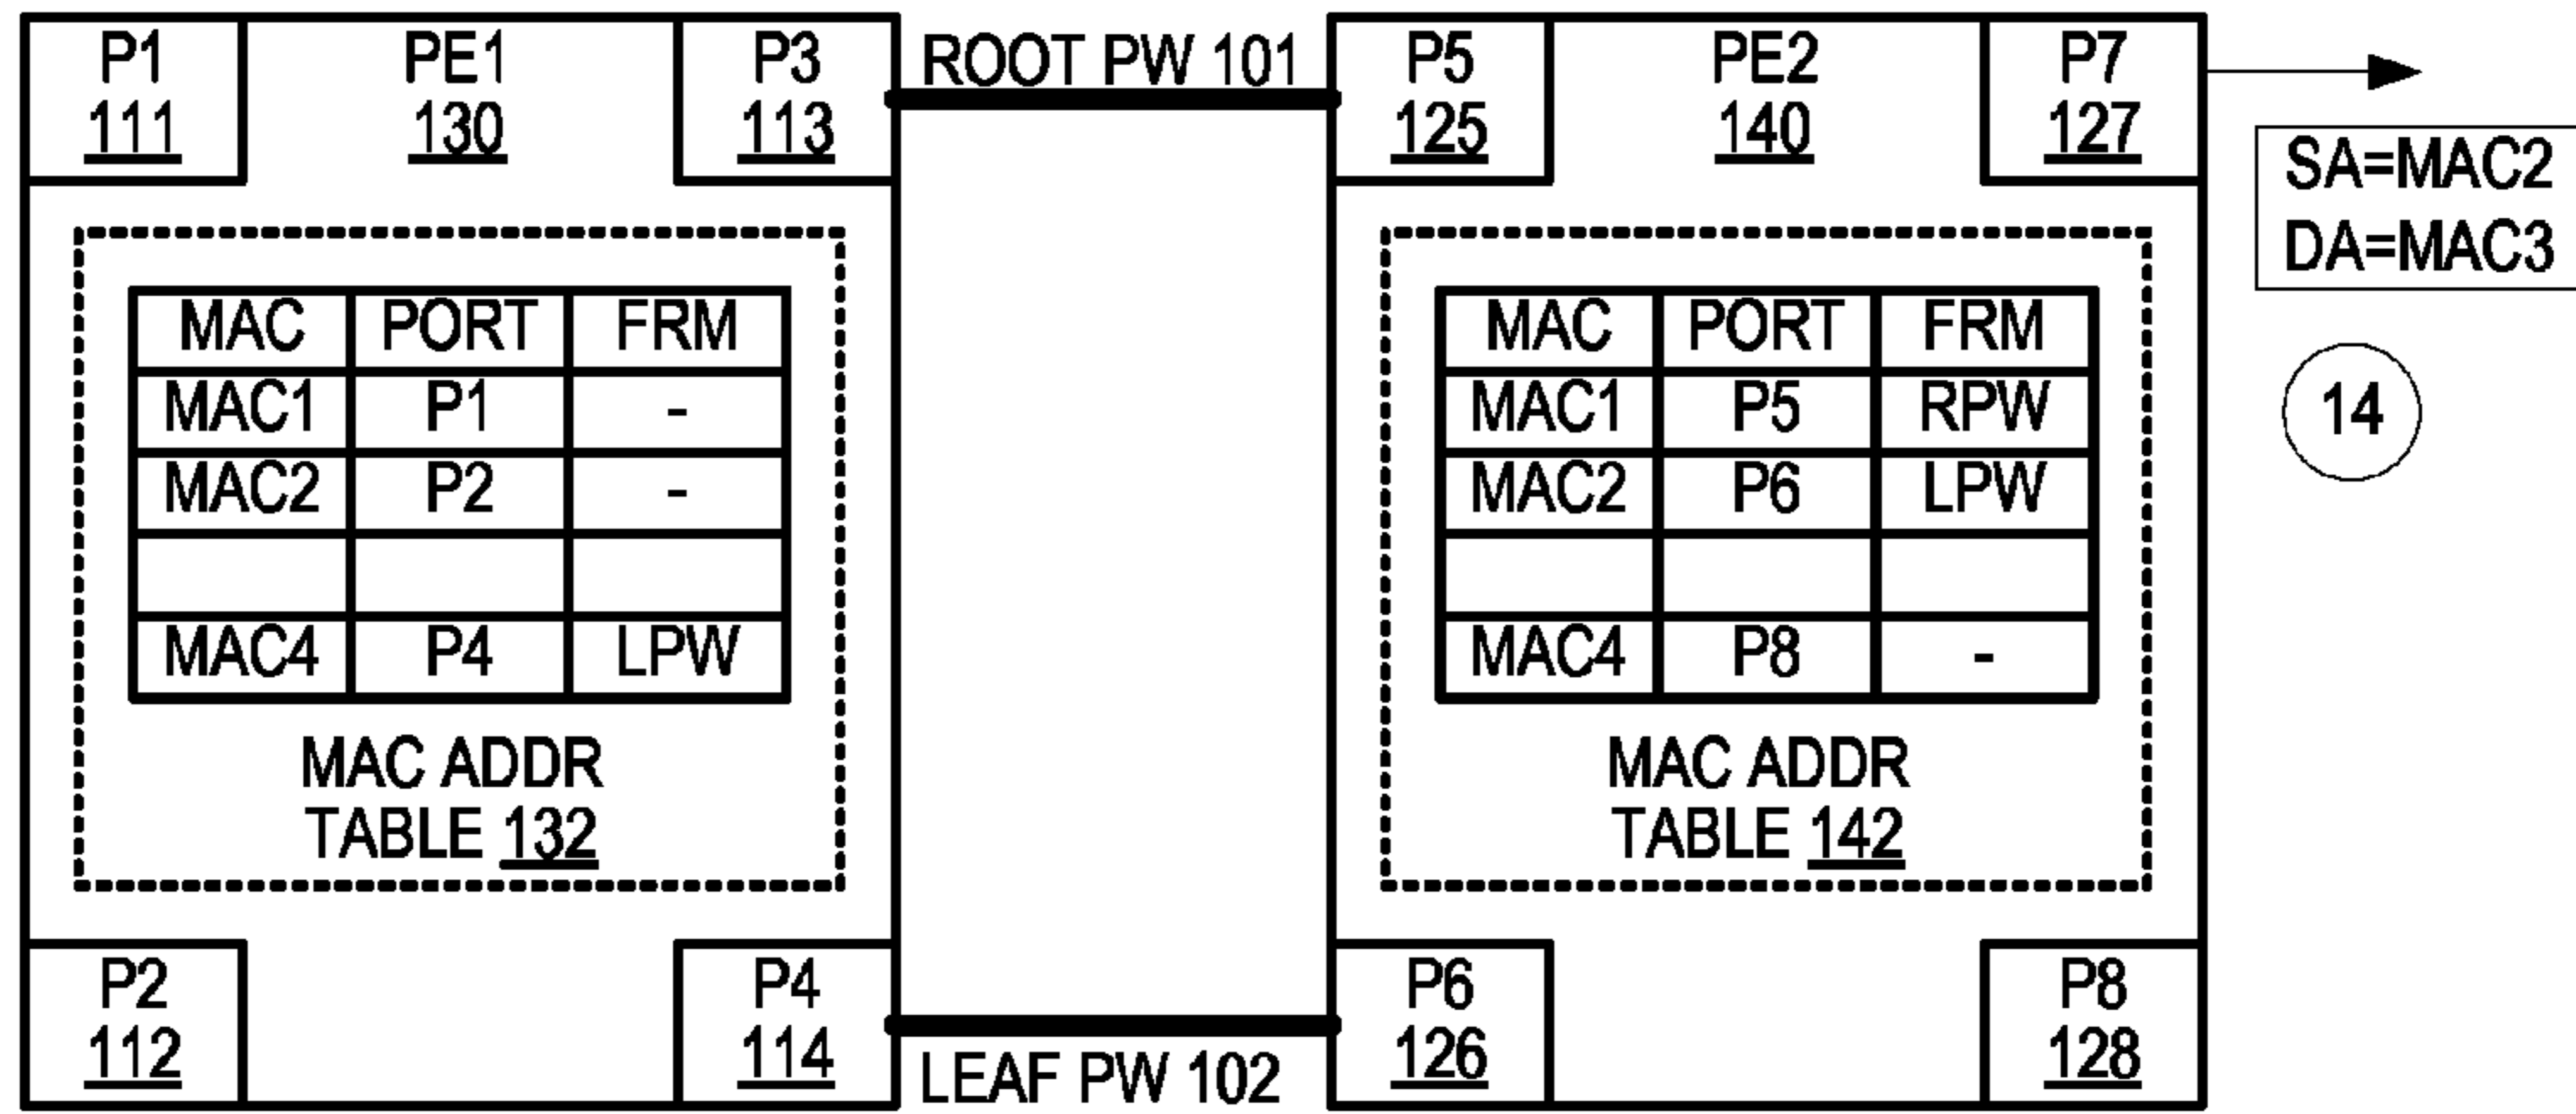 P1
111
PE1
130
P3
113
ROOT PW 101
P5
125
PE2
140
P7
127
SA=MAC2
DA=MAC3
14
MAC PORT FRM
MAC1 P1 -
MAC2 P2 -
MAC4 P4 LPW
MAC ADDR
TABLE 132
MAC PORT FRM
MAC1 P5 RPW
MAC2 P6 LPW
MAC4 P8 -
MAC ADDR
TABLE 142
P2
112
P4
114
LEAF PW 102
P6
126
P8
128